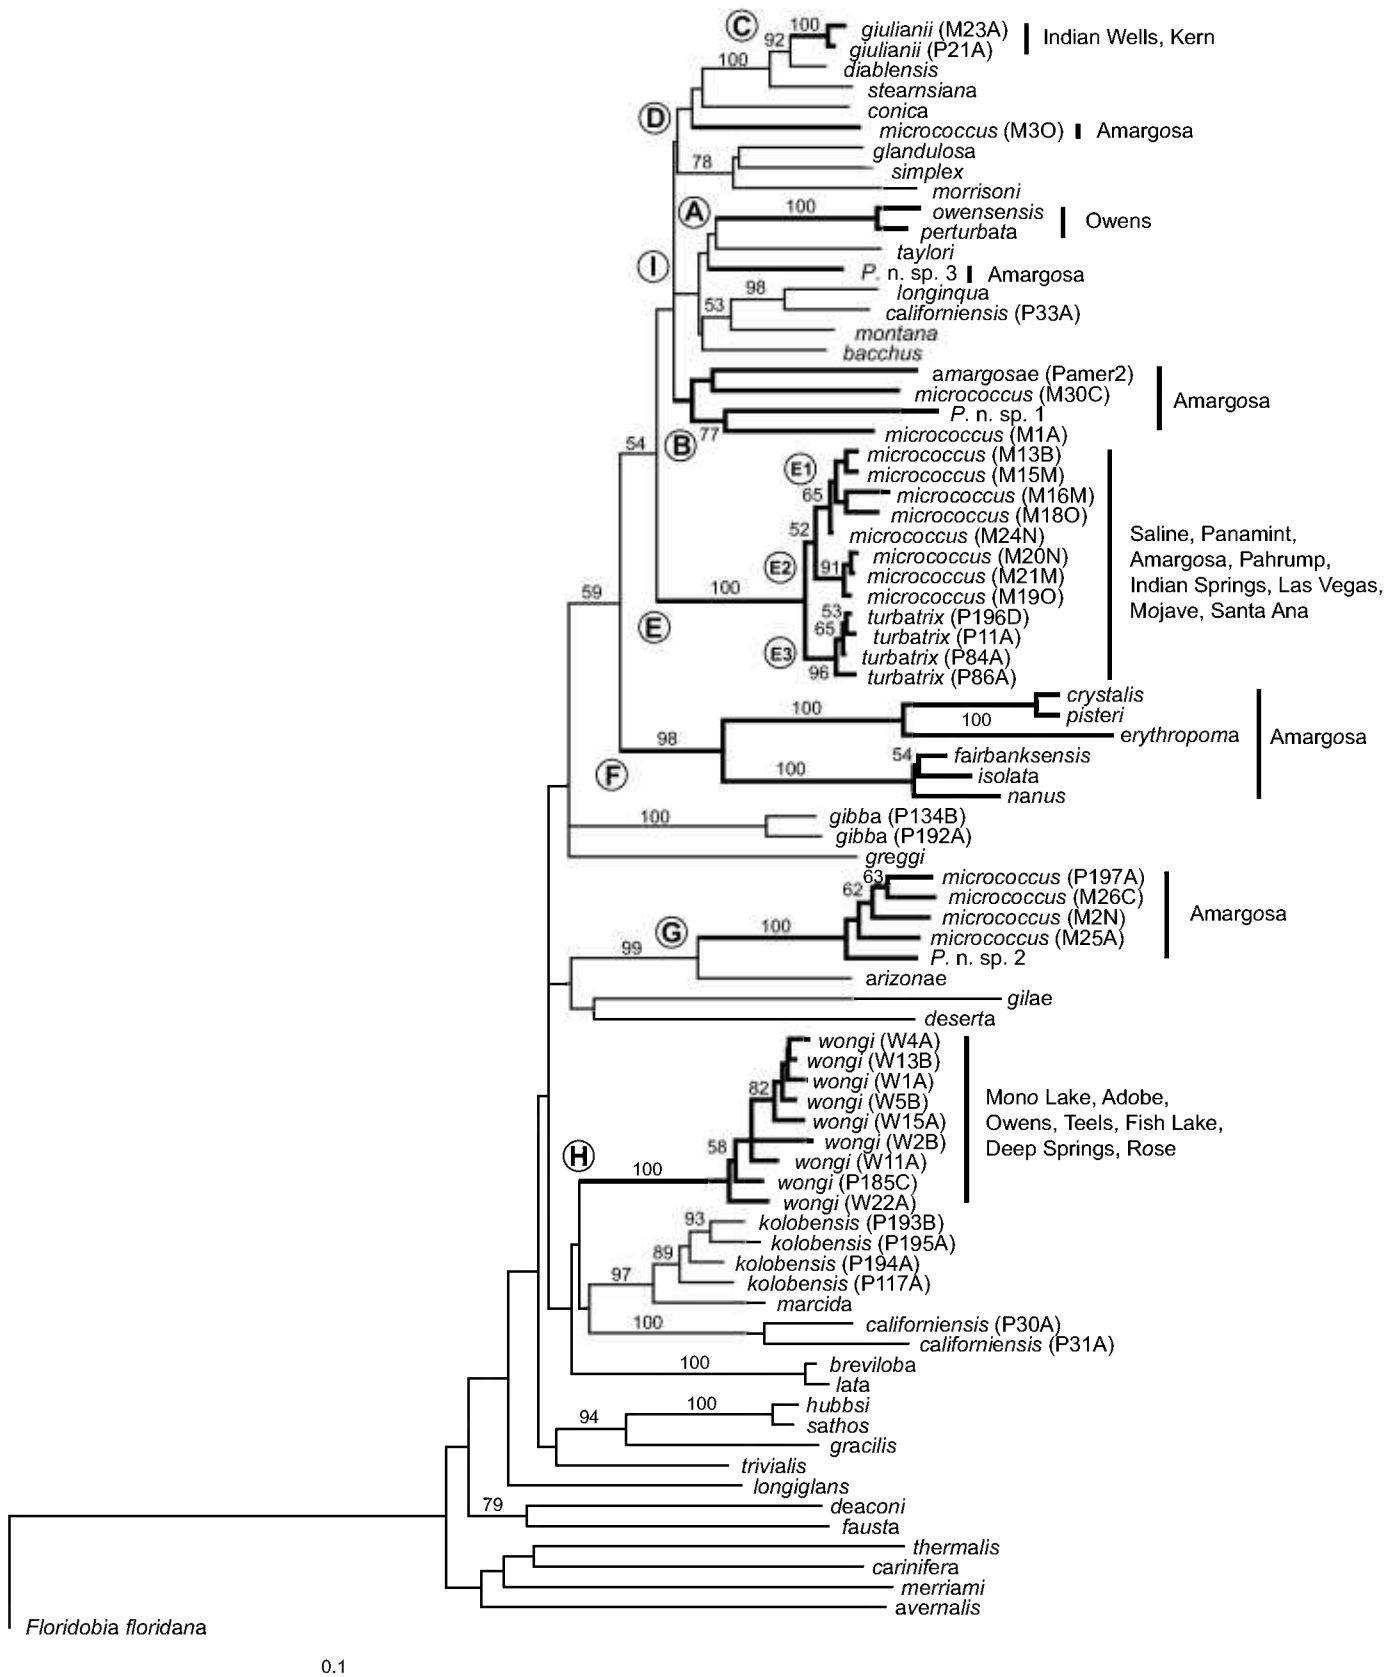 C
100
giulianii (M23A)
Indian Wells, Kern
92
giulianii (P21A)
100
diablensis
stearnsiana
conica
D
micrococcus (M3O)
Amargosa
glandulosa
78
simplex
morrisoni
A
100
owensensis
Owens
perturbata
taylori
I
P. n. sp. 3
Amargosa
98
longinqua
53
californiensis (P33A)
montana
bacchus
amargosae (Pamer2)
micrococcus (M30C)
Amargosa
P. n. sp. 1
77
micrococcus (M1A)
54
B
micrococcus (M13B)
E1
micrococcus (M15M)
65
micrococcus (M16M)
micrococcus (M18O)
52
micrococcus (M24N)
Saline, Panamint,
Amargosa, Pahrump,
Indian Springs, Las Vegas,
Mojave, Santa Ana
micrococcus (M20N)
E2
91
micrococcus (M21M)
100
micrococcus (M19O)
59
53
turbatrix (P196D)
E
65
turbatrix (P11A)
E3
turbatrix (P84A)
96
turbatrix (P86A)
crystalis
100
100
pisteri
erythropoma
Amargosa
98
54
fairbanksensis
F
100
isolata
nanus
100
gibba (P134B)
gibba (P192A)
greggi
63
micrococcus (P197A)
62
micrococcus (M26C)
micrococcus (M2N)
Amargosa
G
100
micrococcus (M25A)
99
P. n. sp. 2
arizonae
gilae
deserta
wongi (W4A)
wongi (W13B)
82
wongi (W1A)
wongi (W5B)
wongi (W15A)
Mono Lake, Adobe,
Owens, Teels, Fish Lake,
Deep Springs, Rose
58
wongi (W2B)
H
wongi (W11A)
100
wongi (P185C)
wongi (W22A)
93
kolobensis (P193B)
kolobensis (P195A)
89
kolobensis (P194A)
97
kolobensis (P117A)
marcida
100
californiensis (P30A)
californiensis (P31A)
100
breviloba
lata
100
hubbsi
94
sathos
gracilis
trivialis
longiglans
79
deaconi
fausta
thermalis
carinifera
merriami
avernalis
Floridobia floridana
0.1